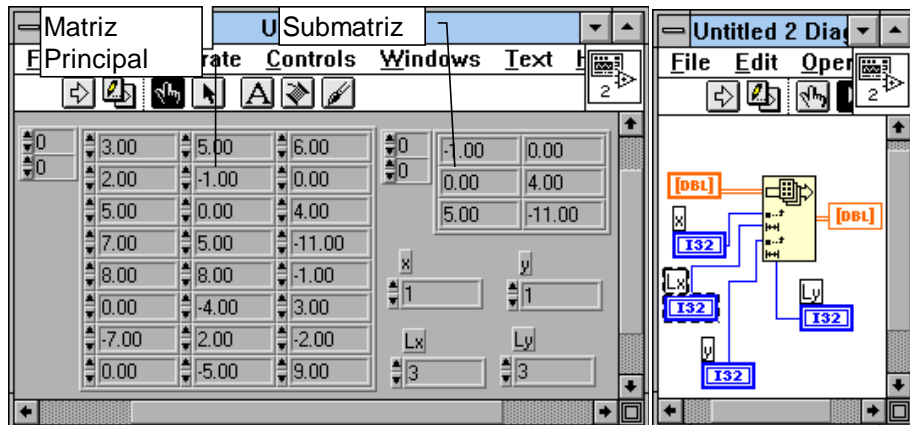 Matriz
Principal
U Submatriz
F rate Controls Windows Text H
2
0 3.00 5.00 6.00 0 -1.00 0.00
0 2.00 -1.00 0.00 0 0.00 4.00
5.00 0.00 4.00 5.00 -11.00
7.00 5.00 -11.00
8.00 8.00 -1.00
0.00 -4.00 3.00
-7.00 2.00 -2.00
0.00 -5.00 9.00
x y
1 1
Lx Ly
3 3
Untitled 2 Dia
File Edit Oper
2
[DBL]
[DBL]
x
I32
Lx
I32
Ly
I32
y
I32